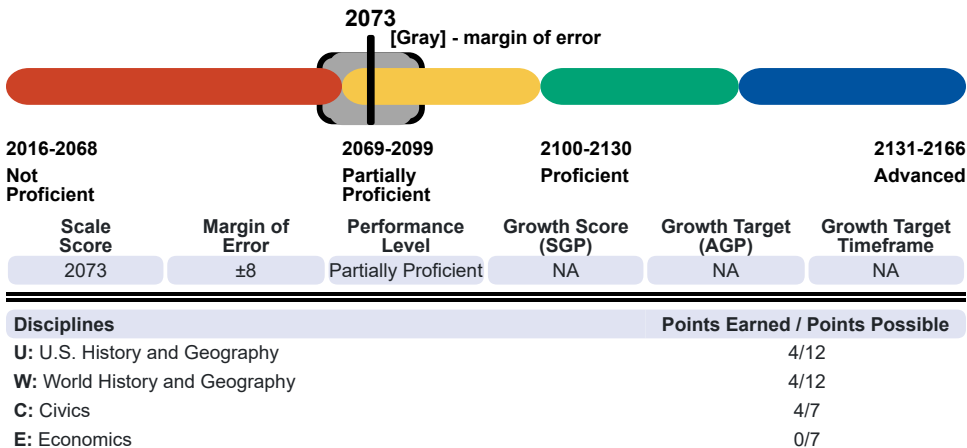 2073
[Gray] - margin of error
2016-2068 2069-2099 2100-2130 2131-2166
Not Proficient Partially Proficient Proficient Advanced
Scale Score Margin of Error Performance Level Growth Score (SGP) Growth Target (AGP) Growth Target Timeframe
2073 ±8 Partially Proficient NA NA NA
Disciplines Points Earned / Points Possible
U: U.S. History and Geography 4/12
W: World History and Geography 4/12
C: Civics 4/7
E: Economics 0/7